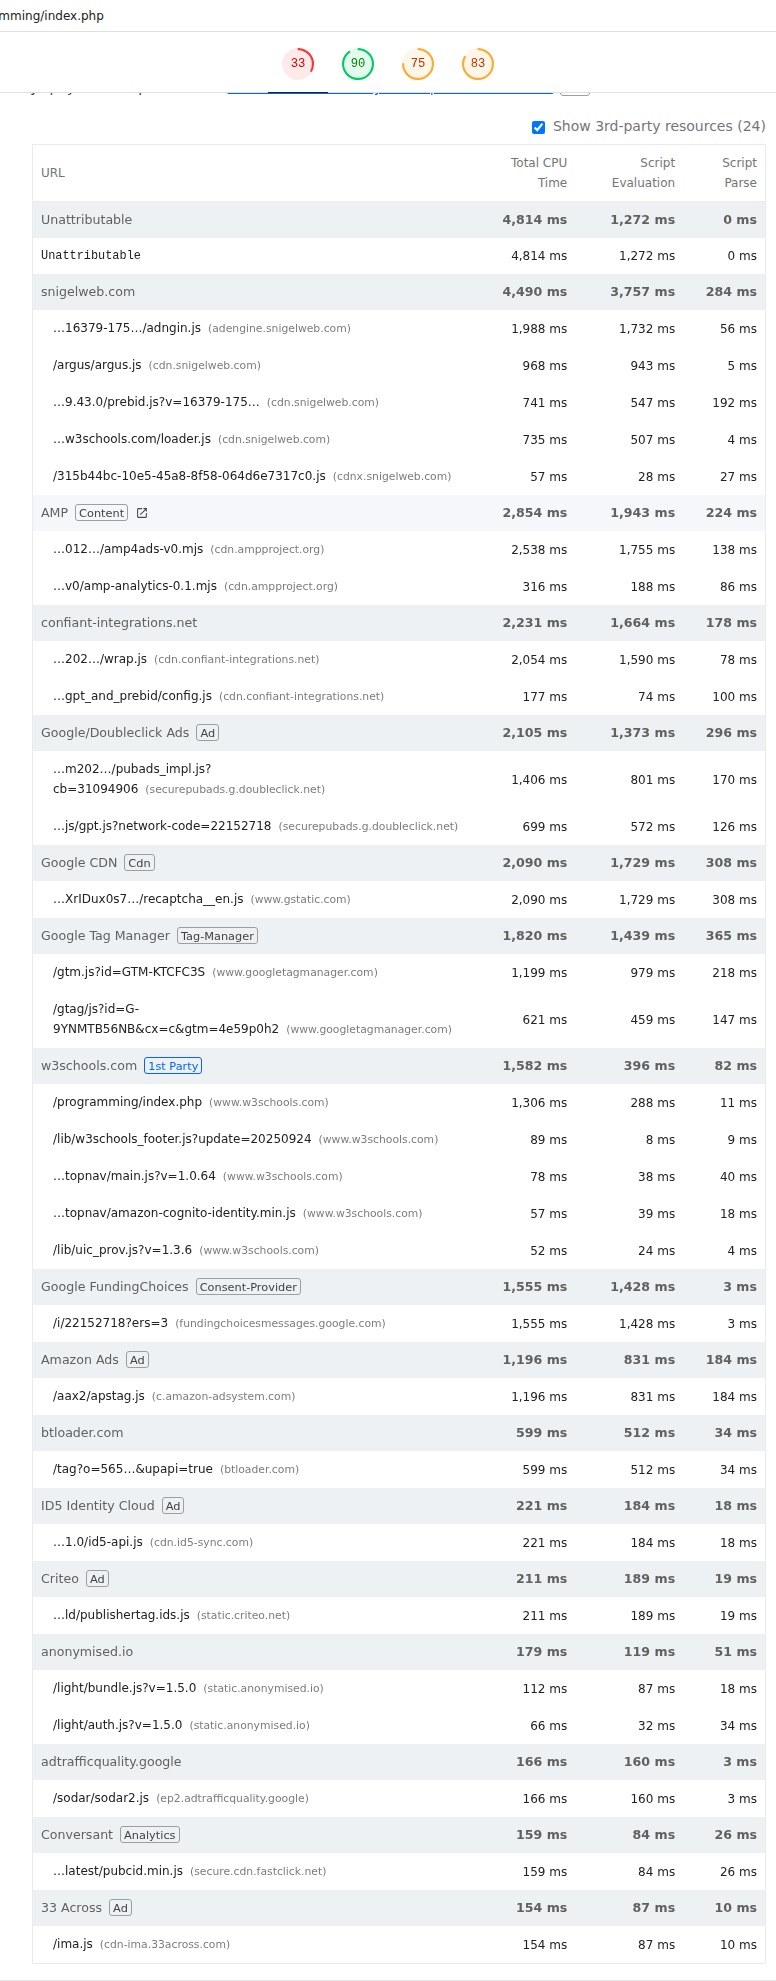 mming/index.php
33 90 75 83
Show 3rd-party resources (24)
URL Total CPU Time Script Evaluation Script Parse
Unattributable 4,814 ms 1,272 ms 0 ms
Unattributable 4,814 ms 1,272 ms 0 ms
snigelweb.com 4,490 ms 3,757 ms 284 ms
…16379-175…/adngin.js (adengine.snigelweb.com) 1,988 ms 1,732 ms 56 ms
/argus/argus.js (cdn.snigelweb.com) 968 ms 943 ms 5 ms
…9.43.0/prebid.js?v=16379-175… (cdn.snigelweb.com) 741 ms 547 ms 192 ms
…w3schools.com/loader.js (cdn.snigelweb.com) 735 ms 507 ms 4 ms
/315b44bc-10e5-45a8-8f58-064d6e7317c0.js (cdnx.snigelweb.com) 57 ms 28 ms 27 ms
AMP Content 2,854 ms 1,943 ms 224 ms
…012…/amp4ads-v0.mjs (cdn.ampproject.org) 2,538 ms 1,755 ms 138 ms
…v0/amp-analytics-0.1.mjs (cdn.ampproject.org) 316 ms 188 ms 86 ms
confiant-integrations.net 2,231 ms 1,664 ms 178 ms
…202…/wrap.js (cdn.confiant-integrations.net) 2,054 ms 1,590 ms 78 ms
…gpt_and_prebid/config.js (cdn.confiant-integrations.net) 177 ms 74 ms 100 ms
Google/Doubleclick Ads Ad 2,105 ms 1,373 ms 296 ms
…m202…/pubads_impl.js?
cb=31094906 (securepubads.g.doubleclick.net) 1,406 ms 801 ms 170 ms
…js/gpt.js?network-code=22152718 (securepubads.g.doubleclick.net) 699 ms 572 ms 126 ms
Google CDN Cdn 2,090 ms 1,729 ms 308 ms
…XrIDux0s7…/recaptcha__en.js (www.gstatic.com) 2,090 ms 1,729 ms 308 ms
Google Tag Manager Tag-Manager 1,820 ms 1,439 ms 365 ms
/gtm.js?id=GTM-KTCFC3S (www.googletagmanager.com) 1,199 ms 979 ms 218 ms
/gtag/js?id=G-
9YNMTB56NB&cx=c&gtm=4e59p0h2 (www.googletagmanager.com) 621 ms 459 ms 147 ms
w3schools.com 1st Party 1,582 ms 396 ms 82 ms
/programming/index.php (www.w3schools.com) 1,306 ms 288 ms 11 ms
/lib/w3schools_footer.js?update=20250924 (www.w3schools.com) 89 ms 8 ms 9 ms
…topnav/main.js?v=1.0.64 (www.w3schools.com) 78 ms 38 ms 40 ms
…topnav/amazon-cognito-identity.min.js (www.w3schools.com) 57 ms 39 ms 18 ms
/lib/uic_prov.js?v=1.3.6 (www.w3schools.com) 52 ms 24 ms 4 ms
Google FundingChoices Consent-Provider 1,555 ms 1,428 ms 3 ms
/i/22152718?ers=3 (fundingchoicesmessages.google.com) 1,555 ms 1,428 ms 3 ms
Amazon Ads Ad 1,196 ms 831 ms 184 ms
/aax2/apstag.js (c.amazon-adsystem.com) 1,196 ms 831 ms 184 ms
btloader.com 599 ms 512 ms 34 ms
/tag?o=565…&upapi=true (btloader.com) 599 ms 512 ms 34 ms
ID5 Identity Cloud Ad 221 ms 184 ms 18 ms
…1.0/id5-api.js (cdn.id5-sync.com) 221 ms 184 ms 18 ms
Criteo Ad 211 ms 189 ms 19 ms
…ld/publishertag.ids.js (static.criteo.net) 211 ms 189 ms 19 ms
anonymised.io 179 ms 119 ms 51 ms
/light/bundle.js?v=1.5.0 (static.anonymised.io) 112 ms 87 ms 18 ms
/light/auth.js?v=1.5.0 (static.anonymised.io) 66 ms 32 ms 34 ms
adtrafficquality.google 166 ms 160 ms 3 ms
/sodar/sodar2.js (ep2.adtrafficquality.google) 166 ms 160 ms 3 ms
Conversant Analytics 159 ms 84 ms 26 ms
…latest/pubcid.min.js (secure.cdn.fastclick.net) 159 ms 84 ms 26 ms
33 Across Ad 154 ms 87 ms 10 ms
/ima.js (cdn-ima.33across.com) 154 ms 87 ms 10 ms